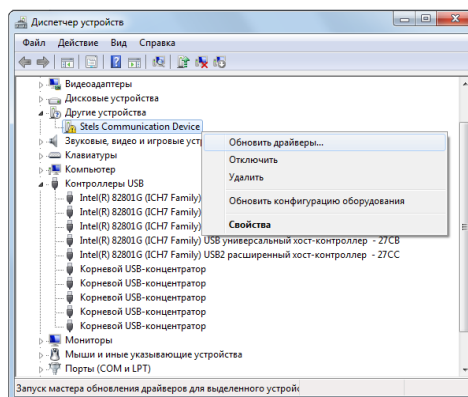 Диспетчер устройств
Файл Действие Вид Справка
Видеоадаптеры
Дисковые устройства
Другие устройства
Stels Communication Device
Звуковые, видео и игровые уст
Клавиатуры
Компьютер
Контроллеры USB
Intel(R) 82801G (ICH7 Family)
Intel(R) 82801G (ICH7 Family)
Intel(R) 82801G (ICH7 Family)
Intel(R) 82801G (ICH7 Family) USB универсальный хост-контроллер - 27CB
Intel(R) 82801G (ICH7 Family) USB2 расширенный хост-контроллер - 27CC
Корневой USB-концентратор
Корневой USB-концентратор
Корневой USB-концентратор
Корневой USB-концентратор
Корневой USB-концентратор
Мониторы
Мыши и иные указывающие устройства
Порты (COM и LPT)
Обновить драйверы...
Отключить
Удалить
Обновить конфигурацию оборудования
Свойства
Запуск мастера обновления драйверов для выделенного устрой